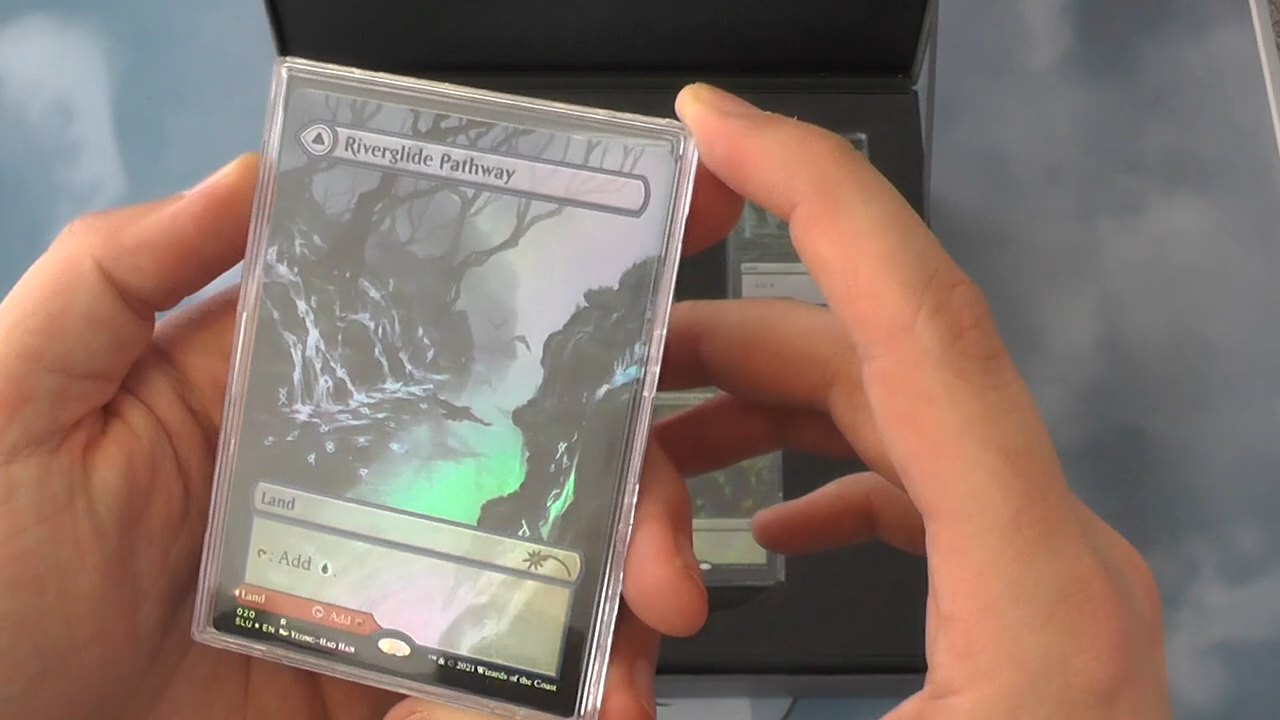 Riverglide Pathway
Land
: Add .
Land : Add
020 R
SLU ★ EN Yeong-Hao Han
™ & © 2021 Wizards of the Coast